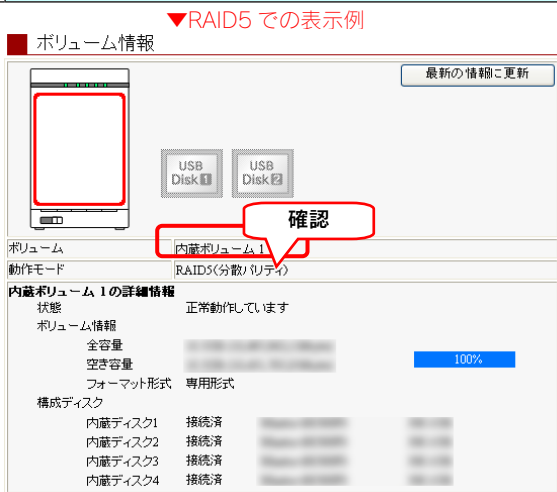 ▼RAID5 での表示例
ボリューム情報
最新の情報に更新
USB Disk 1
USB Disk 2
確認
ボリューム 内蔵ボリューム 1
動作モード RAID5(分散パリティ)
内蔵ボリューム 1の詳細情報
状態 正常動作しています
ボリューム情報
全容量
空き容量 100%
フォーマット形式 専用形式
構成ディスク
内蔵ディスク1 接続済
内蔵ディスク2 接続済
内蔵ディスク3 接続済
内蔵ディスク4 接続済